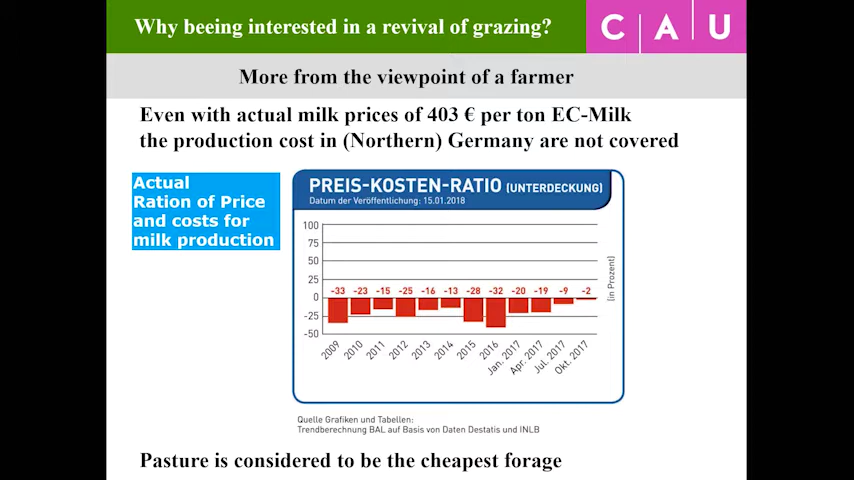 Why beeing interested in a revival of grazing?
C A U
More from the viewpoint of a farmer
Even with actual milk prices of 403 € per ton EC-Milk
the production cost in (Northern) Germany are not covered
Actual
Ration of Price
and costs for
milk production
PREIS-KOSTEN-RATIO (UNTERDECKUNG)
Datum der Veröffentlichung: 15.01.2018
100
75
50
25
0
-25
-50
-33 -23 -15 -25 -16 -13 -28 -32 -20 -19 -9 -2
2009 2010 2011 2012 2013 2014 2015 2016 Jan. 2017 Apr. 2017 Jul. 2017 Okt. 2017
(in Prozent)
Quelle Grafiken und Tabellen:
Trendberechnung BAL auf Basis von Daten Destatis und INLB
Pasture is considered to be the cheapest forage